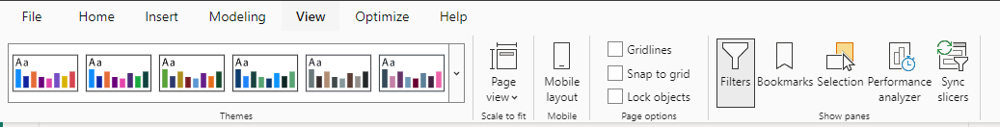 File Home Insert Modeling View Optimize Help
Aa Aa Aa Aa Aa Aa
Gridlines
Snap to grid
Lock objects
Page view
Mobile layout
Filters
Bookmarks
Selection
Performance analyzer
Sync slicers
Themes Scale to fit Mobile Page options Show panes